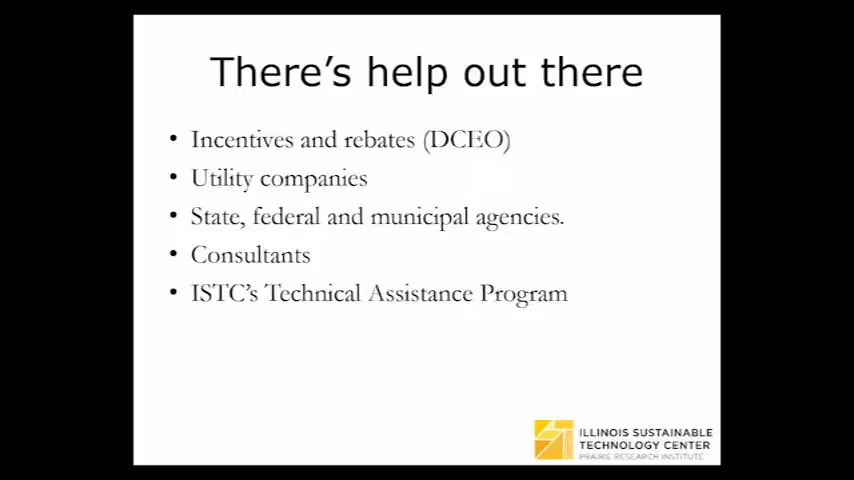 There's help out there
• Incentives and rebates (DCEO)
• Utility companies
• State, federal and municipal agencies.
• Consultants
• ISTC's Technical Assistance Program
ILLINOIS SUSTAINABLE
TECHNOLOGY CENTER
PRAIRIE RESEARCH INSTITUTE